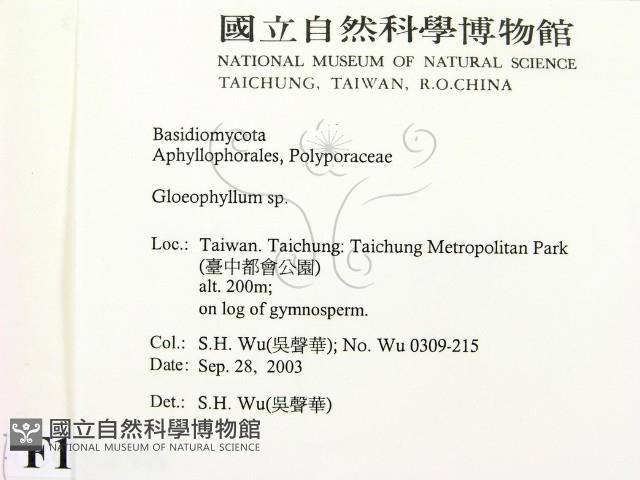 國立自然科學博物館
NATIONAL MUSEUM OF NATURAL SCIENCE
TAICHUNG, TAIWAN, R.O.CHINA
Basidiomycota
Aphyllophorales, Polyporaceae
Gloeophyllum sp.
Loc.: Taiwan. Taichung: Taichung Metropolitan Park
(臺中都會公園)
alt. 200m;
on log of gymnosperm.
Col.: S.H. Wu(吳聲華); No. Wu 0309-215
Date: Sep. 28, 2003
Det.: S.H. Wu(吳聲華)
國立自然科學博物館
NATIONAL MUSEUM OF NATURAL SCIENCE
F1